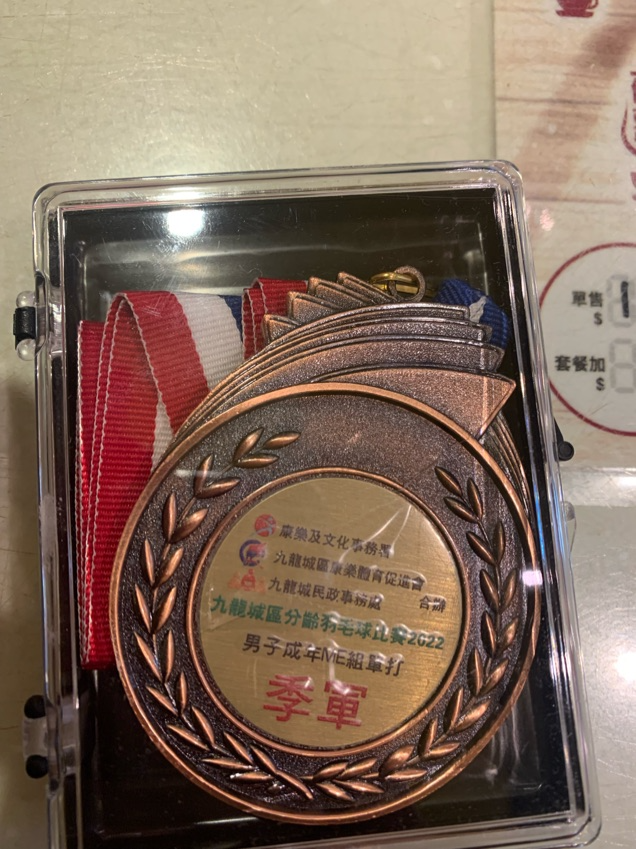 單售
$
套餐加
$
康樂及文化事務署
九龍城區康樂體育促進會
九龍城民政事務處 合辦
九龍城區分齡羽毛球比賽2022
男子成年ME組單打
季軍